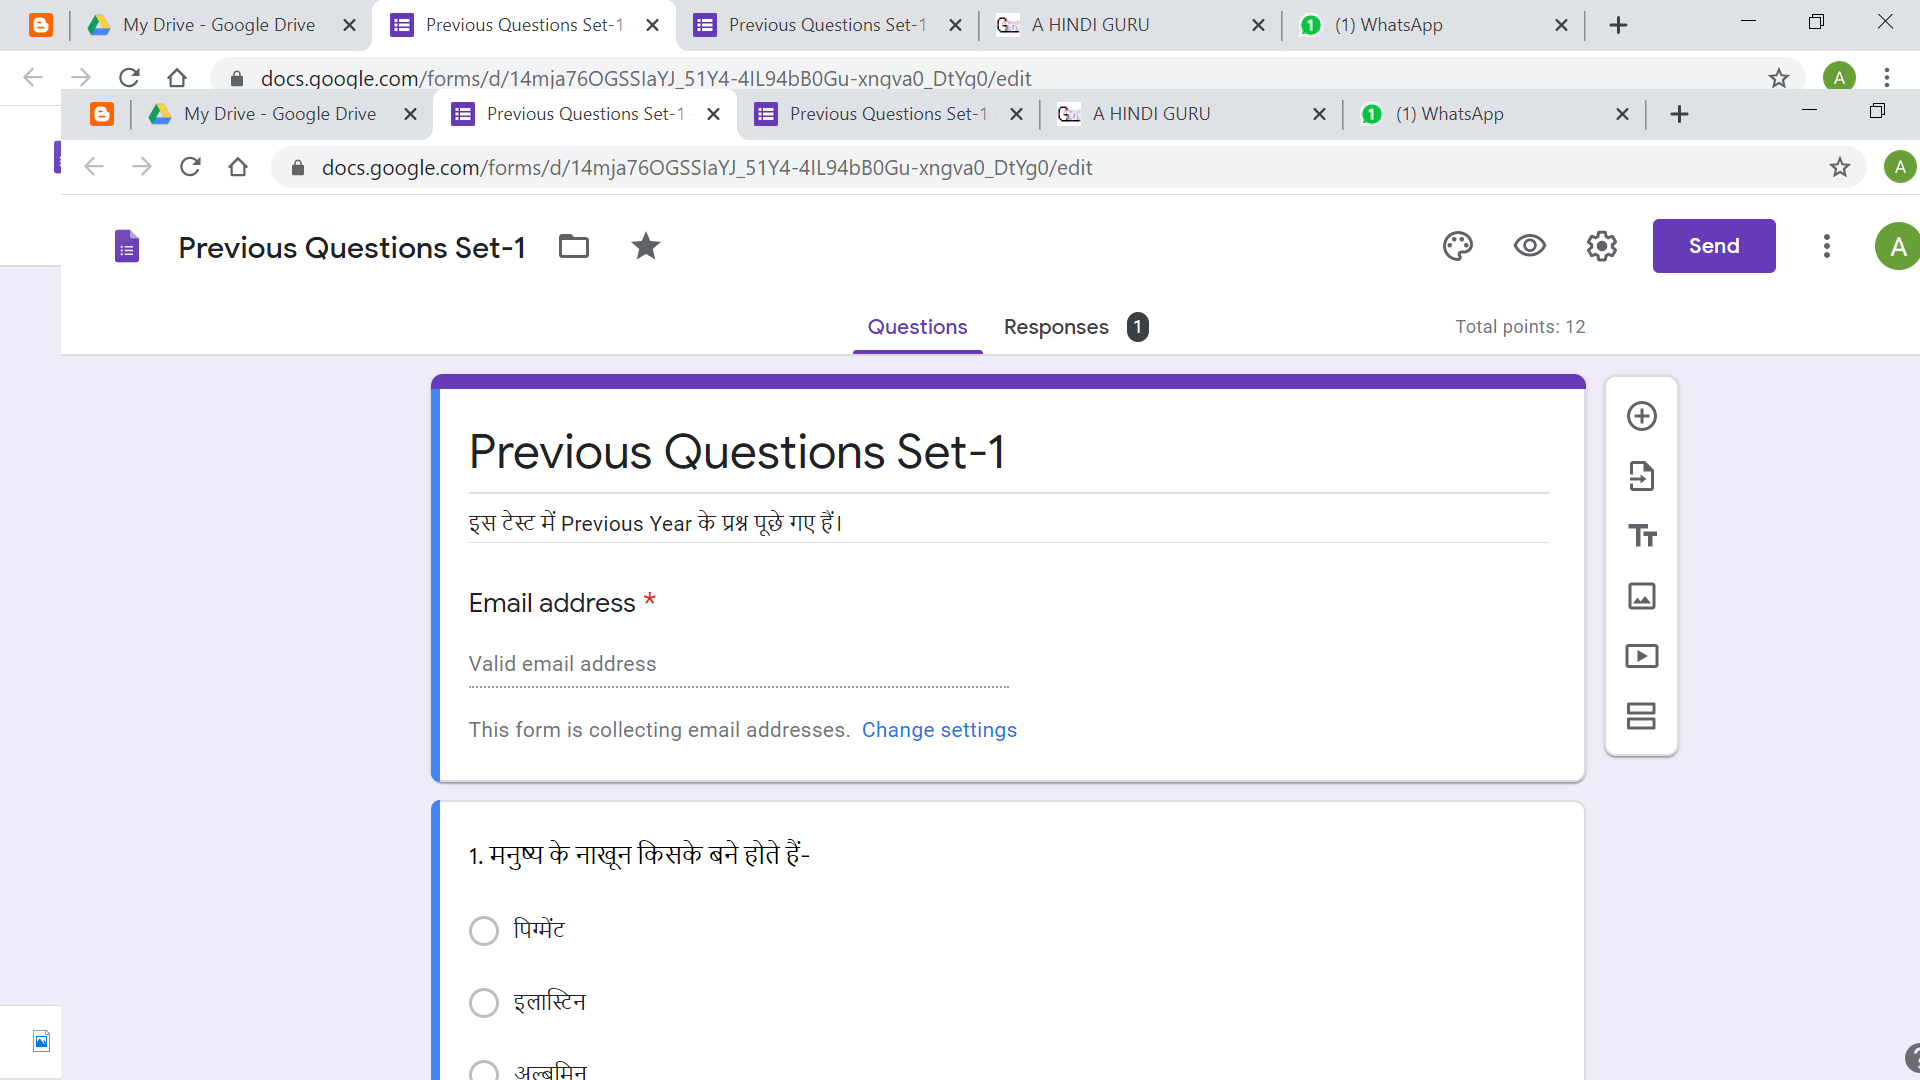 My Drive - Google Drive
Previous Questions Set-1
Previous Questions Set-1
A HINDI GURU
(1) WhatsApp
docs.google.com/forms/d/14mja76OGSSIaYJ_51Y4-4IL94bB0Gu-xngva0_DtYg0/edit
A
My Drive - Google Drive
Previous Questions Set-1
Previous Questions Set-1
A HINDI GURU
(1) WhatsApp
docs.google.com/forms/d/14mja76OGSSIaYJ_51Y4-4IL94bB0Gu-xngva0_DtYg0/edit
A
Previous Questions Set-1
Send
A
Questions
Responses 1
Total points: 12
Previous Questions Set-1
इस टेस्ट में Previous Year के प्रश्न पूछे गए हैं।
Email address *
Valid email address
This form is collecting email addresses. Change settings
1. मनुष्य के नाखून किसके बने होते हैं-
पिग्मेंट
इलास्टिन
अल्बुमिन